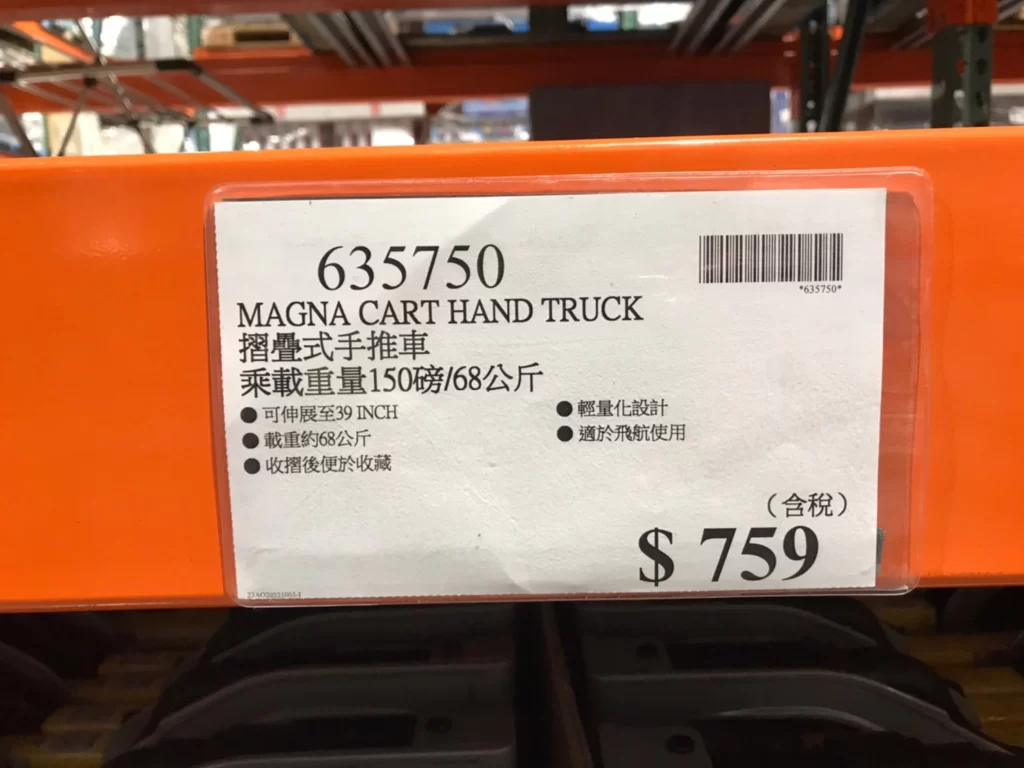 635750
*635750*
MAGNA CART HAND TRUCK
摺疊式手推車
乘載重量150磅/68公斤
● 可伸展至39 INCH
● 載重約68公斤
● 收摺後便於收藏
● 輕量化設計
● 適於飛航使用
(含稅)
$ 759